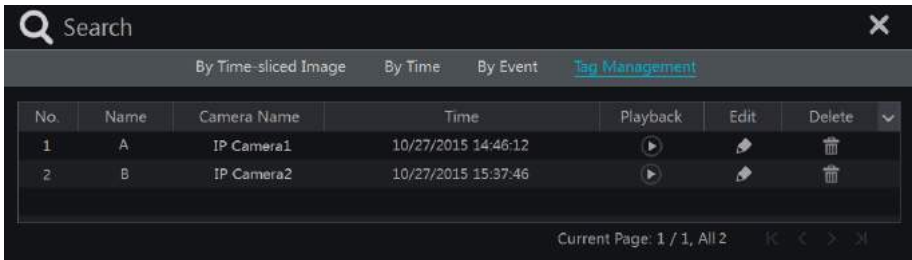 Search
By Time-sliced Image By Time By Event Tag Management
No. Name Camera Name Time Playback Edit Delete
1 A IP Camera1 10/27/2015 14:46:12
2 B IP Camera2 10/27/2015 15:37:46
Current Page: 1 / 1, All 2